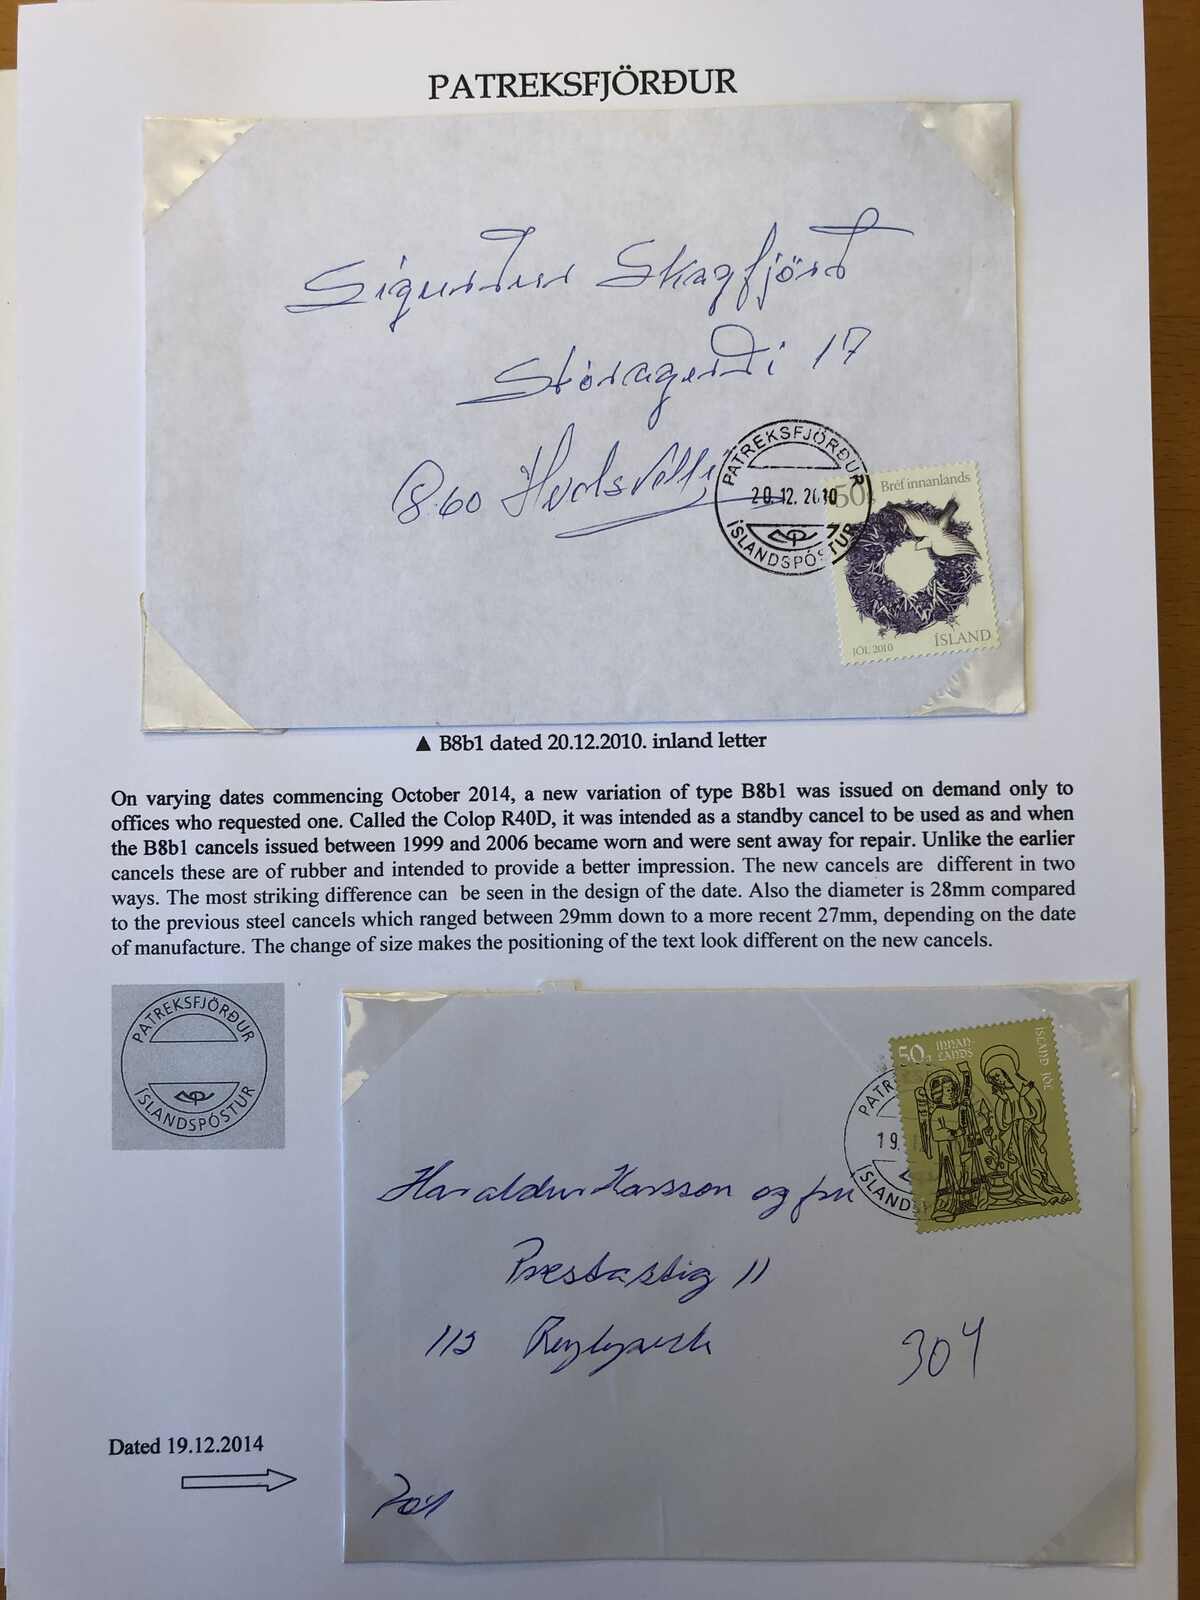 PATREKSFJÖRÐUR
Sigurður Skagfjörð
Stóragerði 17
860 Hvolsvelli
PATREKSFJÖRÐUR
20.12.2010
ÍSLANDSPÓSTUR
50g Bréf innanlands
ÍSLAND
JÓL 2010
▲ B8b1 dated 20.12.2010. inland letter
On varying dates commencing October 2014, a new variation of type B8b1 was issued on demand only to
offices who requested one. Called the Colop R40D, it was intended as a standby cancel to be used as and when
the B8b1 cancels issued between 1999 and 2006 became worn and were sent away for repair. Unlike the earlier
cancels these are of rubber and intended to provide a better impression. The new cancels are different in two
ways. The most striking difference can be seen in the design of the date. Also the diameter is 28mm compared
to the previous steel cancels which ranged between 29mm down to a more recent 27mm, depending on the date
of manufacture. The change of size makes the positioning of the text look different on the new cancels.
PATREKSFJÖRÐUR
ÍSLANDSPÓSTUR
50g INNAN-
LANDS
ÍSLAND JÓL
PATR
19.
ÍSLANDS
Haraldur Karsson og frú
Prestastíg 11
113 Reykjavík
304
Dated 19.12.2014